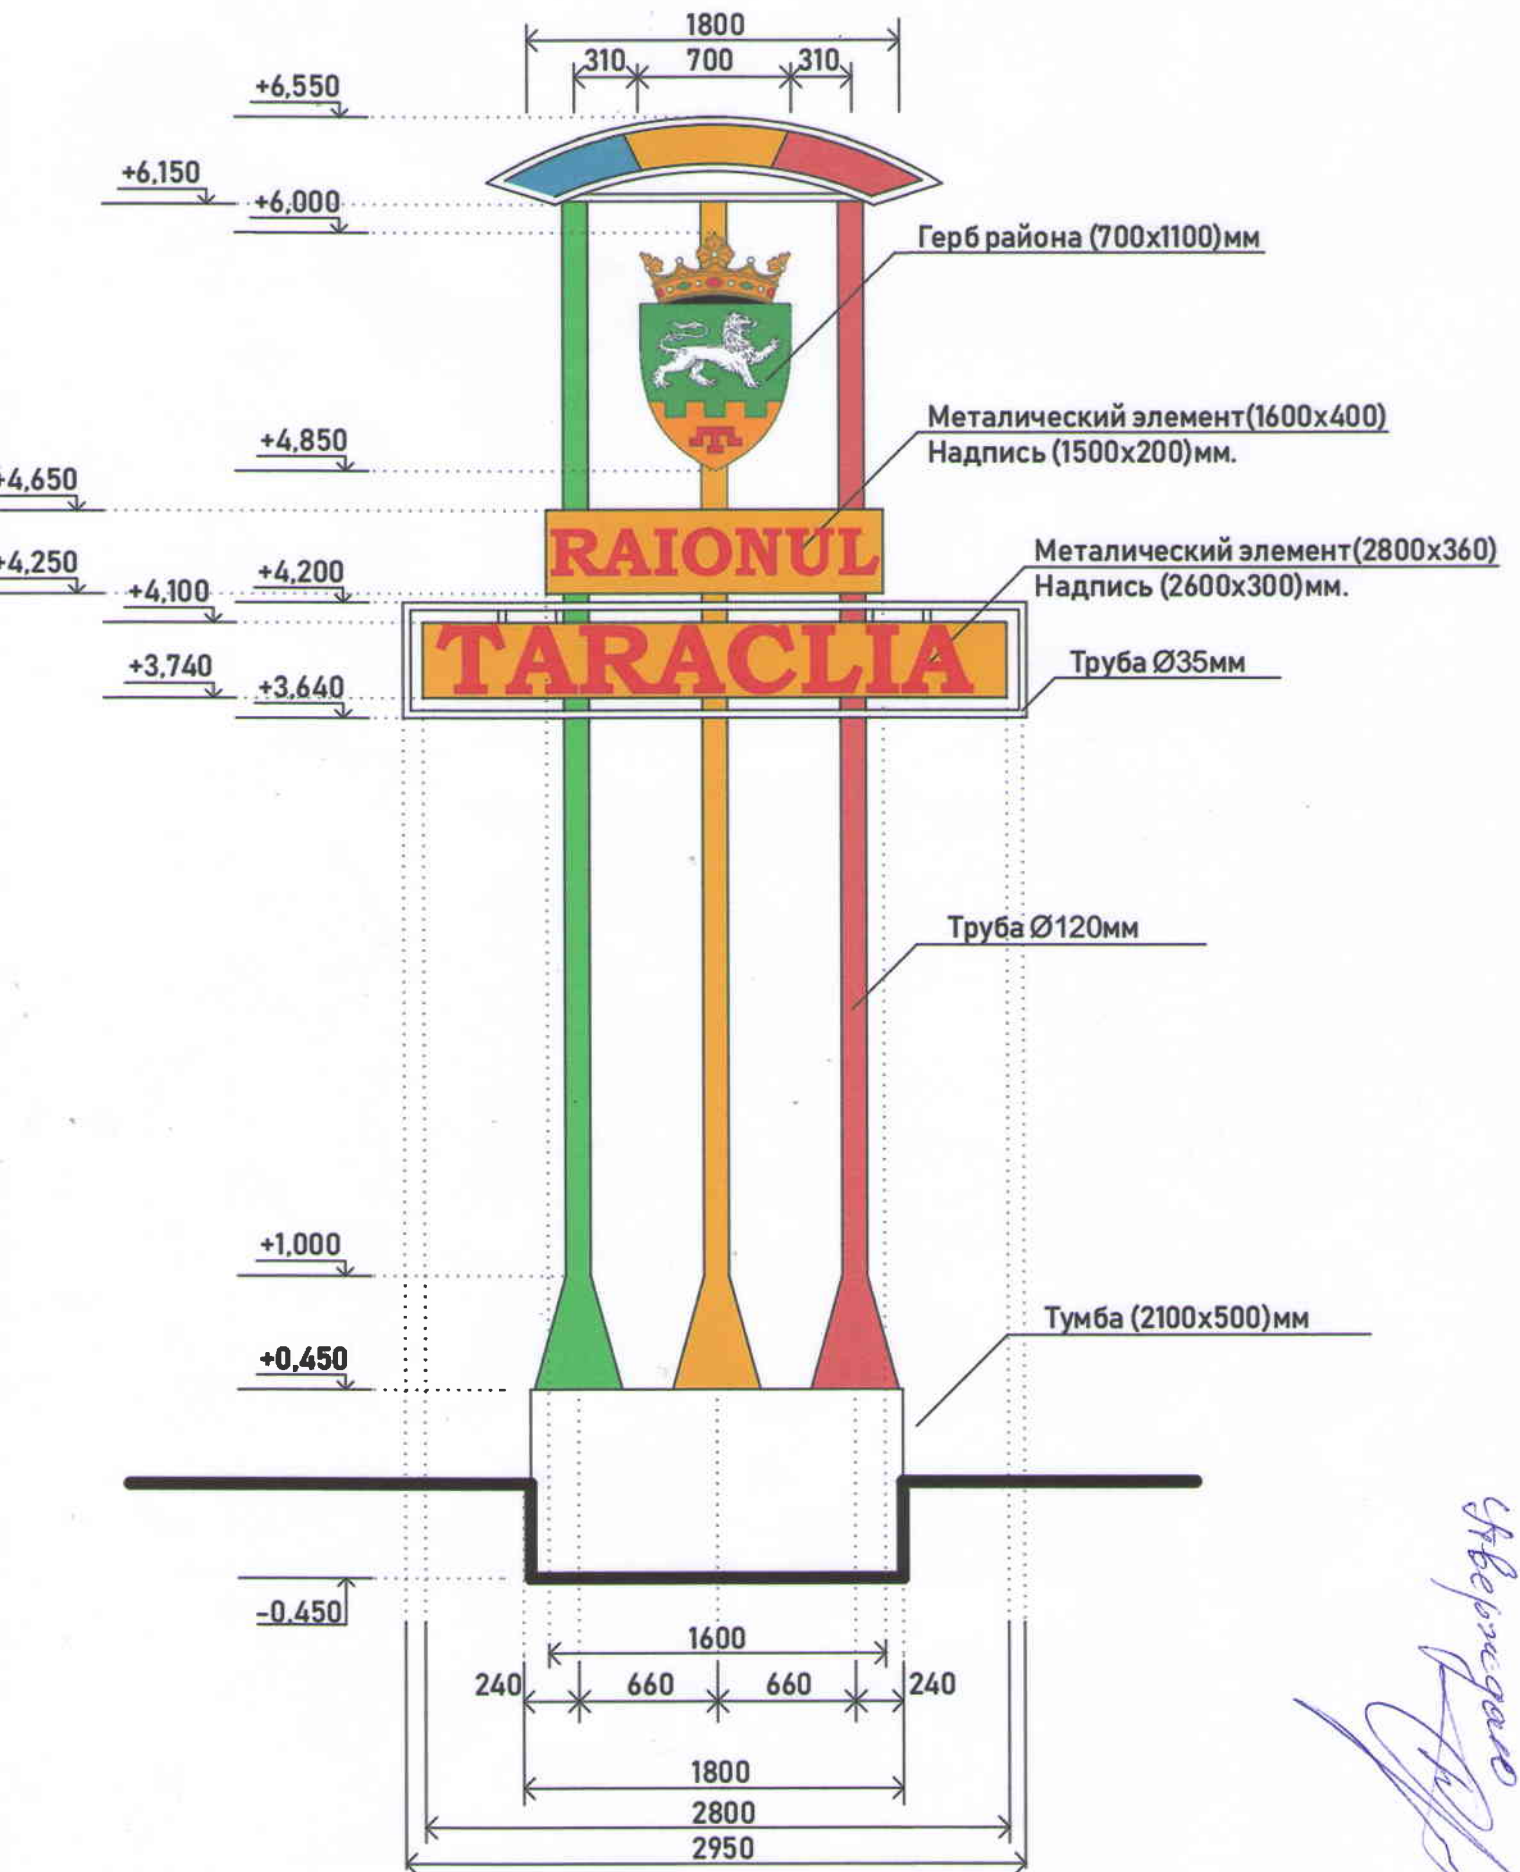 1800
310 700 310
+6,550
+6,150
+6,000
Герб района (700x1100)мм
Металический элемент(1600x400)
Надпись (1500x200)мм.
+4,850
+4,650
RAIONUL
Металический элемент(2800x360)
Надпись (2600x300)мм.
+4,250
+4,200
+4,100
TARACLIA
Труба Ø35мм
+3,740
+3,640
Труба Ø120мм
+1,000
Тумба (2100x500)мм
+0,450
-0.450
Утверждаю
1600
240 660 660 240
1800
2800
2950